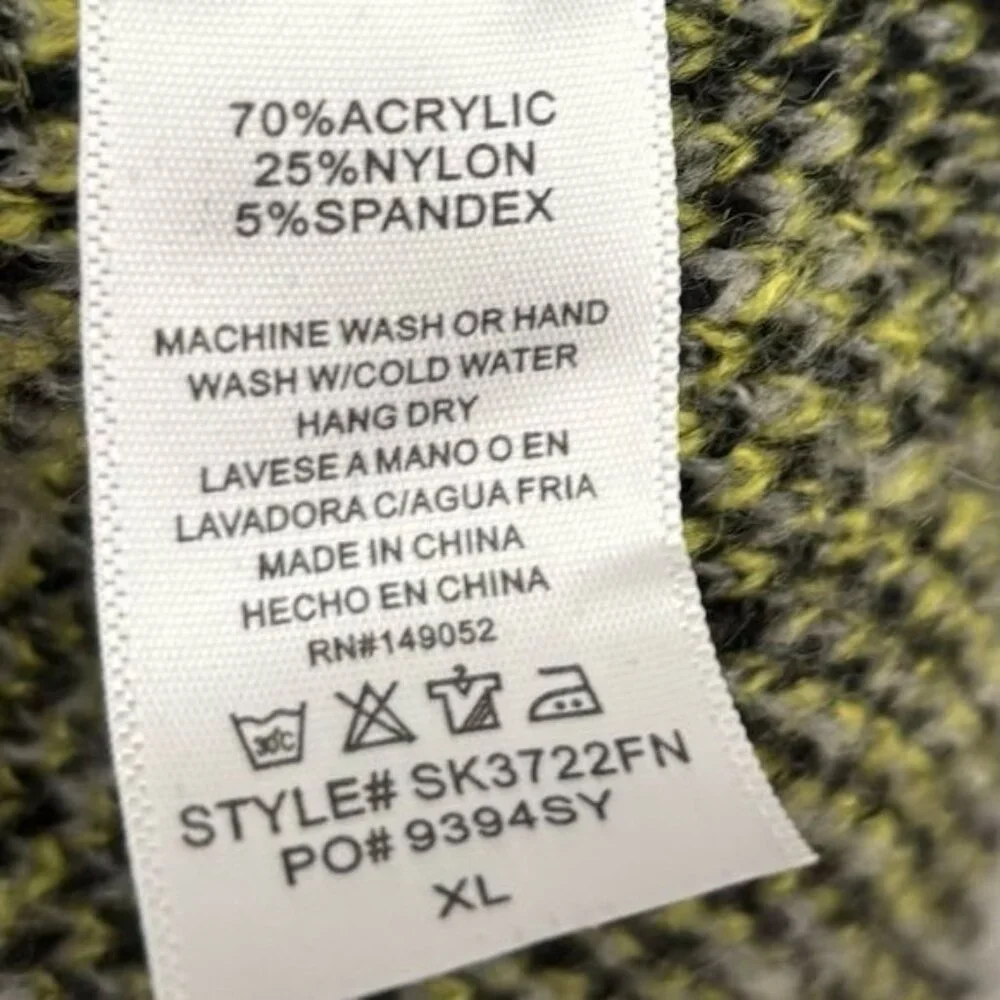 70%ACRYLIC
25%NYLON
5%SPANDEX
MACHINE WASH OR HAND
WASH W/COLD WATER
HANG DRY
LAVESE A MANO O EN
LAVADORA C/AGUA FRIA
MADE IN CHINA
HECHO EN CHINA
RN#149052
30°C
STYLE# SK3722FN
PO# 9394SY
XL